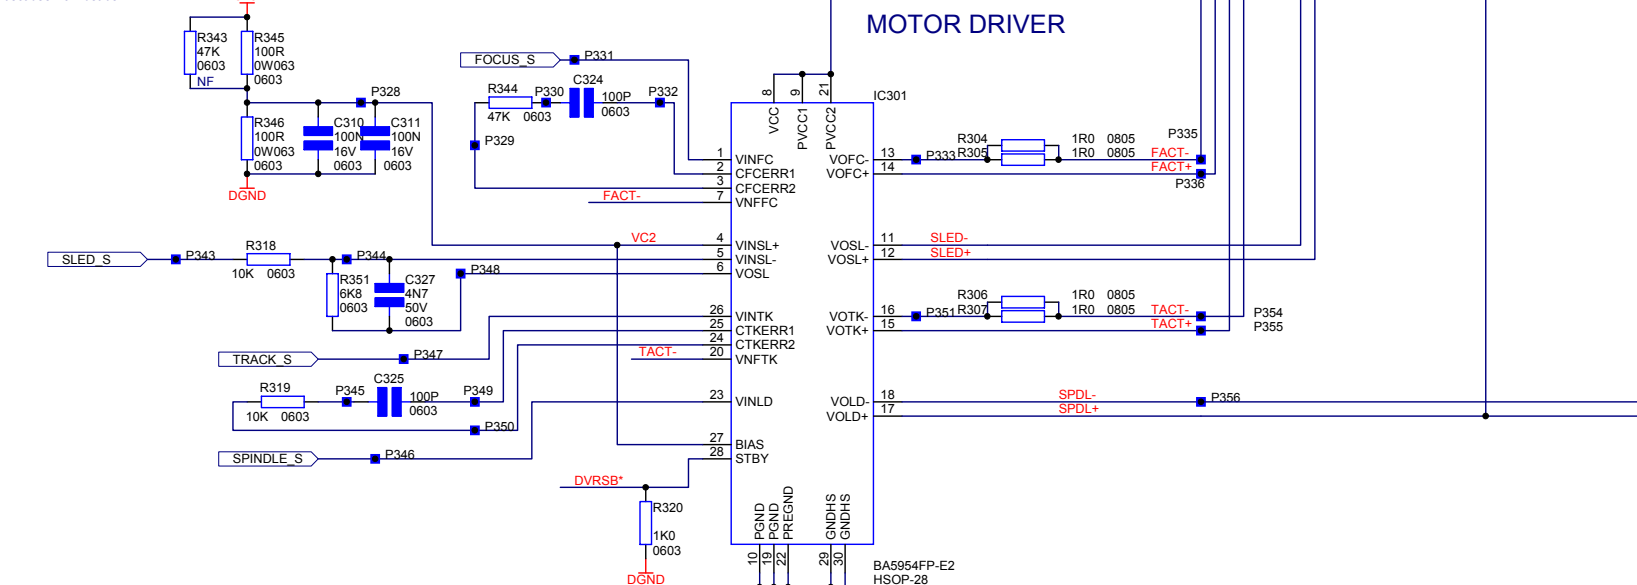 MOTOR DRIVER
R343
47K
0603
NF
R345
100R
0W063
0603
R346
100R
0W063
0603
DGND
C310
100N
16V
0603
P328
C311
100N
16V
0603
FOCUS_S
P331
R344
47K
0603
P330
C324
100P
0603
P332
P329
FACT-
VC2
SLED_S
P343
R318
10K 0603
P344
R351
6K8
0603
C327
4N7
50V
0603
P348
TRACK_S
P347
TACT-
R319
10K 0603
P345
C325
100P
0603
P349
P350
SPINDLE_S
P346
DVRSB*
R320
1K0
0603
DGND
IC301
8 VCC
9 PVCC1
21 PVCC2
1 VINFC
2 CFCERR1
3 CFCERR2
7 VNFFC
4 VINSL+
5 VINSL-
6 VOSL
26 VINTK
25 CTKERR1
24 CTKERR2
20 VNFTK
23 VINLD
27 BIAS
28 STBY
10 PGND
19 PGND
22 PREGND
29 GNDHS
30 GNDHS
BA5954FP-E2
HSOP-28
VOFC- 13
VOFC+ 14
VOSL- 11
VOSL+ 12
VOTK- 16
VOTK+ 15
VOLD- 18
VOLD+ 17
P333
R304 1R0 0805
R305 1R0 0805
P335
FACT-
FACT+
P336
SLED-
SLED+
P351
R306 1R0 0805
R307 1R0 0805
TACT-
TACT+
P354
P355
SPDL-
SPDL+
P356